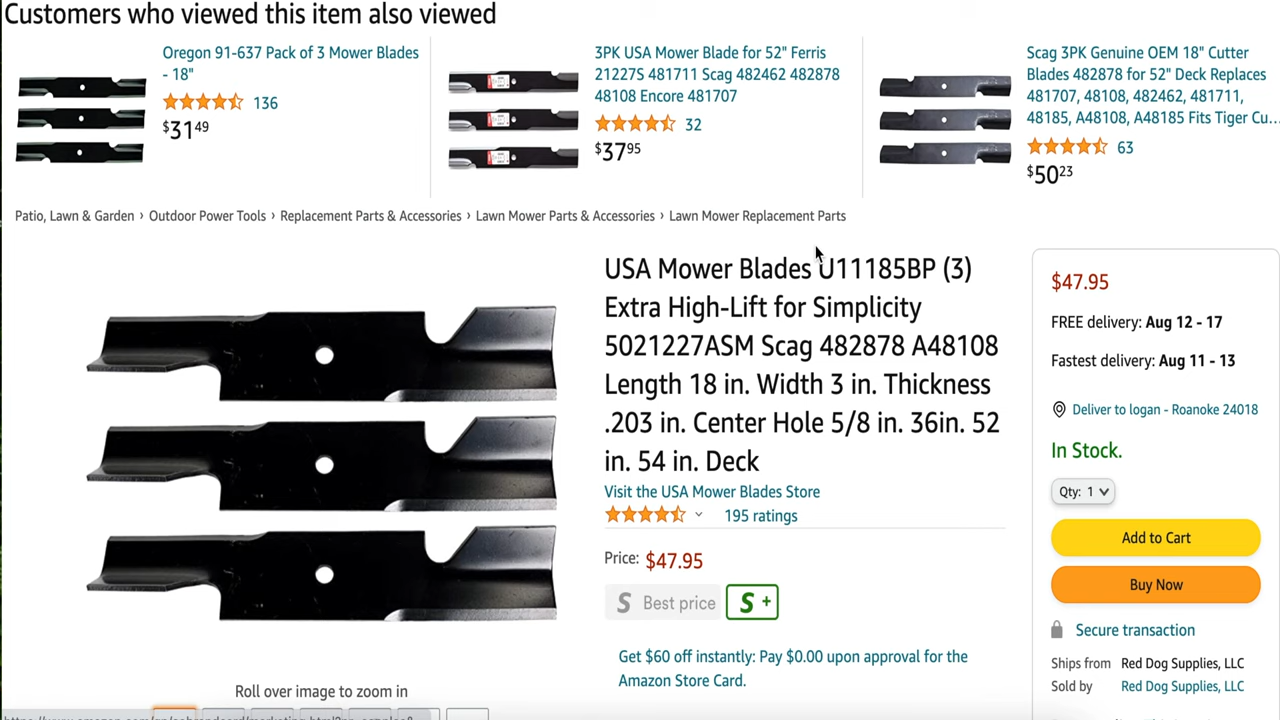 Customers who viewed this item also viewed
Oregon 91-637 Pack of 3 Mower Blades
- 18"
136
$31 49
3PK USA Mower Blade for 52" Ferris
21227S 481711 Scag 482462 482878
48108 Encore 481707
32
$37 95
Scag 3PK Genuine OEM 18" Cutter
Blades 482878 for 52" Deck Replaces
481707, 48108, 482462, 481711,
48185, A48108, A48185 Fits Tiger Cu...
63
$50 23
Patio, Lawn & Garden › Outdoor Power Tools › Replacement Parts & Accessories › Lawn Mower Parts & Accessories › Lawn Mower Replacement Parts
USA Mower Blades U11185BP (3)
Extra High-Lift for Simplicity
5021227ASM Scag 482878 A48108
Length 18 in. Width 3 in. Thickness
.203 in. Center Hole 5/8 in. 36in. 52
in. 54 in. Deck
Visit the USA Mower Blades Store
195 ratings
Price: $47.95
S Best price
S +
Get $60 off instantly: Pay $0.00 upon approval for the
Amazon Store Card.
Roll over image to zoom in
$47.95
FREE delivery: Aug 12 - 17
Fastest delivery: Aug 11 - 13
Deliver to logan - Roanoke 24018
In Stock.
Qty: 1
Add to Cart
Buy Now
Secure transaction
Ships from Red Dog Supplies, LLC
Sold by Red Dog Supplies, LLC